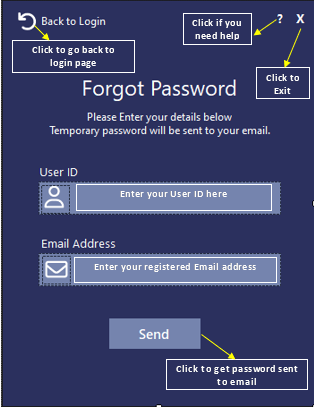 Back to Login
Click if you
need help
?
X
Click to go back to
login page
Click to
Exit
Forgot Password
Please Enter your details below
Temporary password will be sent to your email.
User ID
Enter your User ID here
Email Address
Enter your registered Email address
Send
Click to get password sent
to email